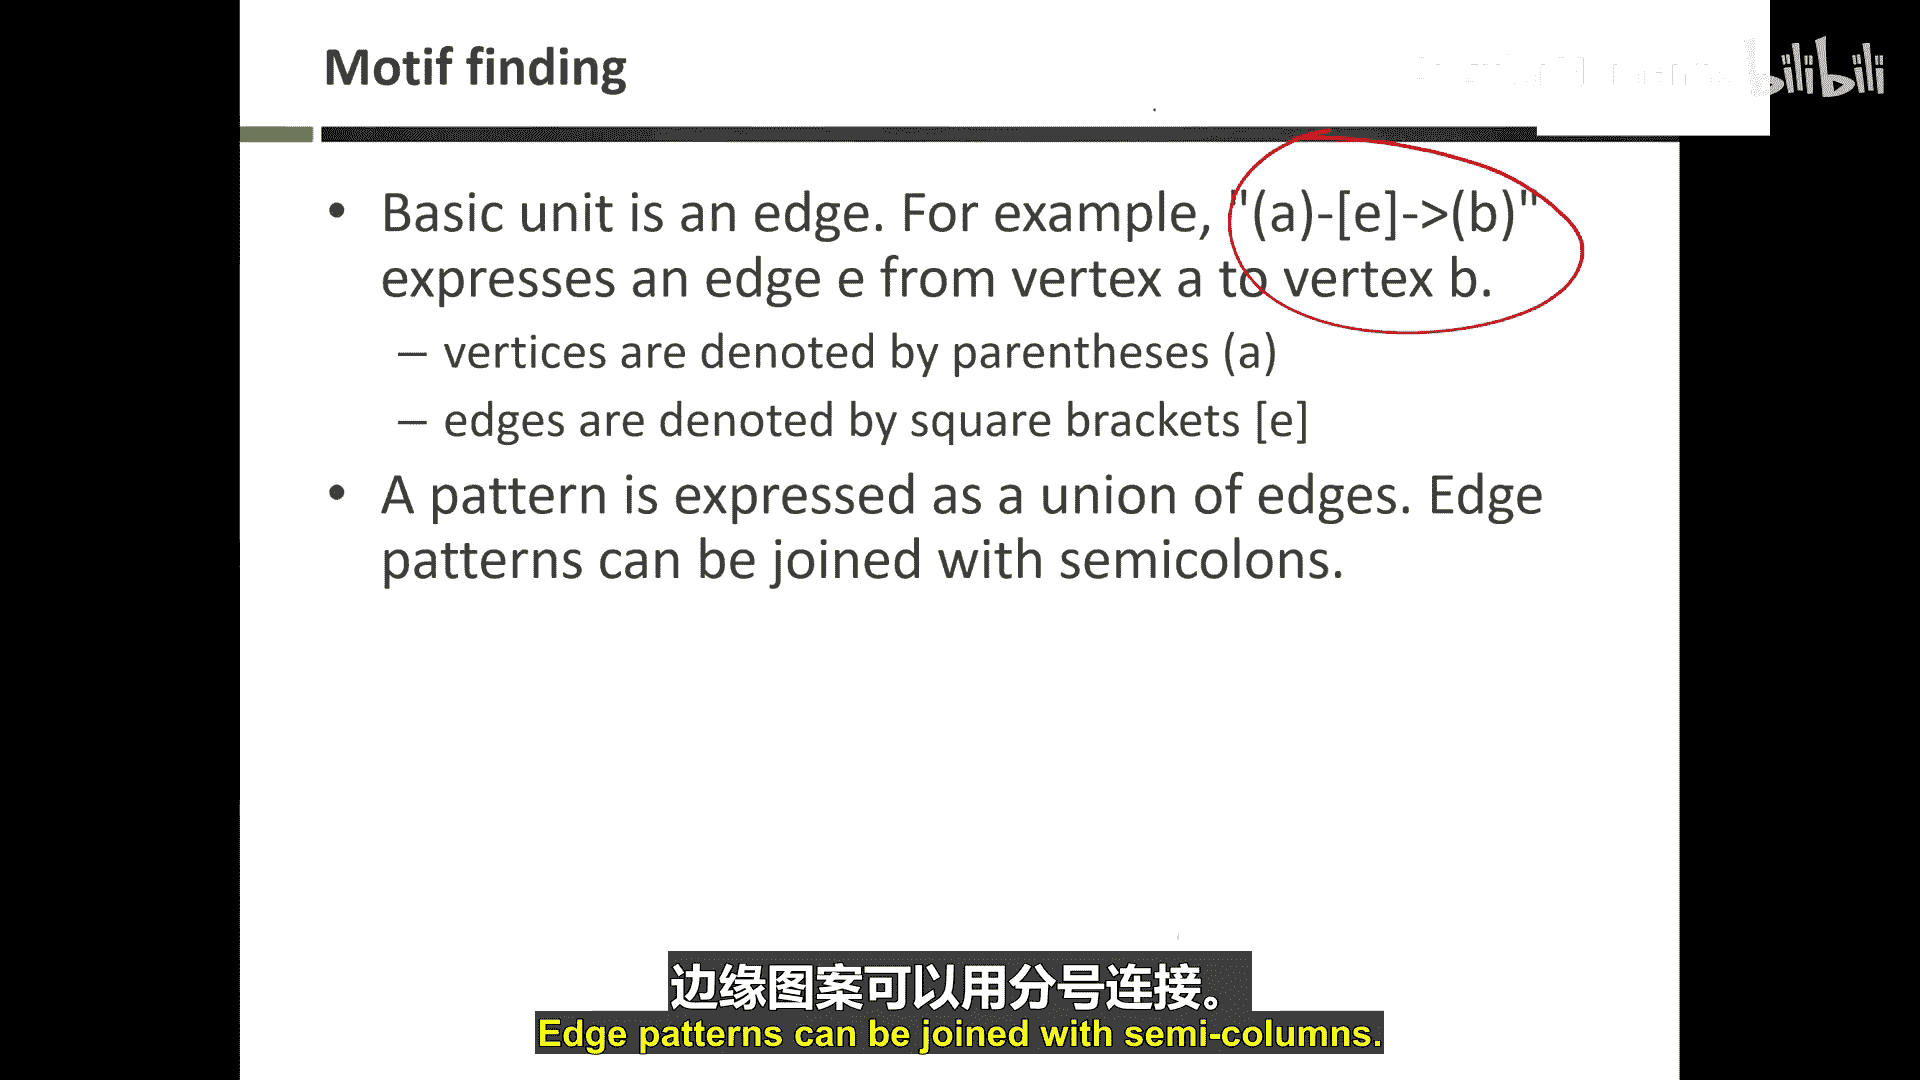 Motif finding
bilibili
• Basic unit is an edge. For example, "(a)-[e]->(b)"
expresses an edge e from vertex a to vertex b.
– vertices are denoted by parentheses (a)
– edges are denoted by square brackets [e]
• A pattern is expressed as a union of edges. Edge
patterns can be joined with semicolons.
边缘图案可以用分号连接。
Edge patterns can be joined with semi-columns.